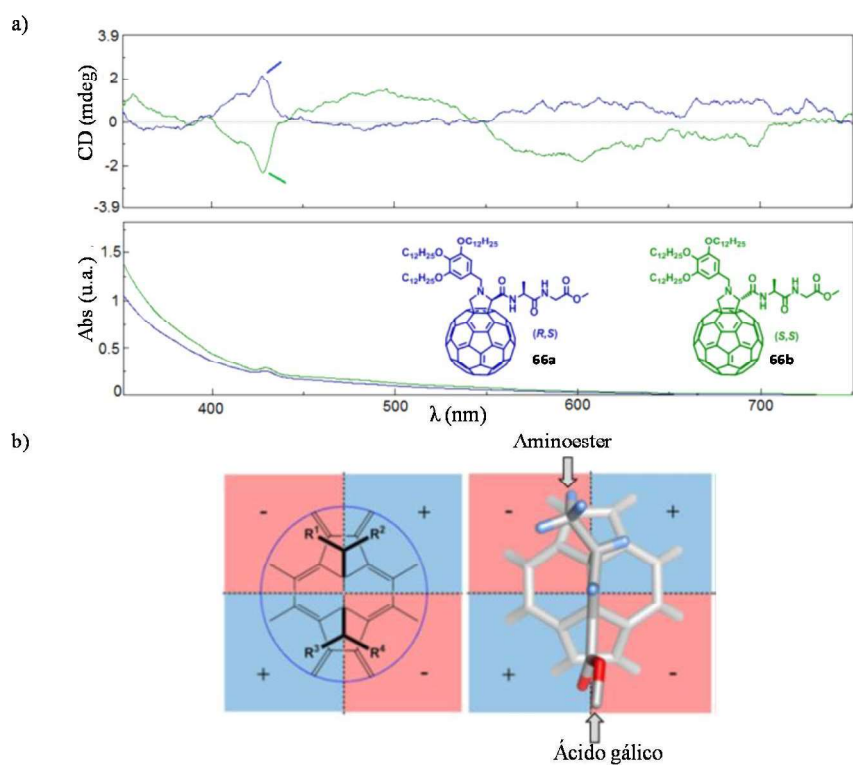 a)
3.9
2
0
-2
-3.9
CD (mdeg)
1.5
1
0.5
0
Abs (u.a.)
OC₁₂H₂₅
C₁₂H₂₅O
C₁₂H₂₅O
N
O
N
H
O
H
N
O
O
(R,S)
66a
OC₁₂H₂₅
C₁₂H₂₅O
C₁₂H₂₅O
N
O
N
H
O
H
N
O
O
(S,S)
66b
400 500 600 700
λ (nm)
b)
Aminoester
- +
R¹ R²
R³ R⁴
+ -
- +
+ -
Ácido gálico